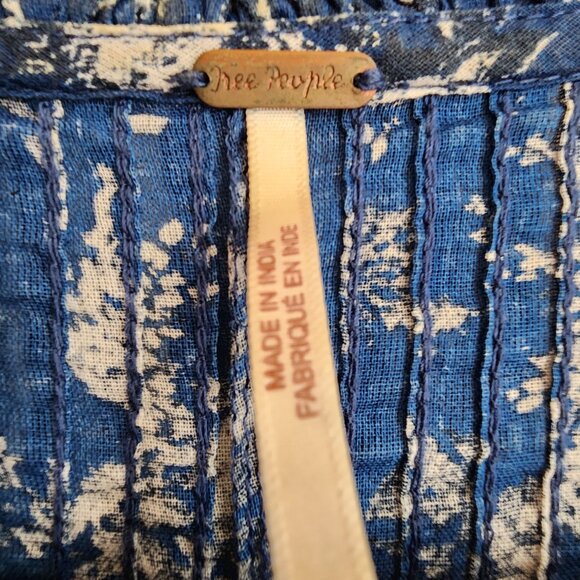 Free People
MADE IN INDIA
FABRIQUÉ EN INDE